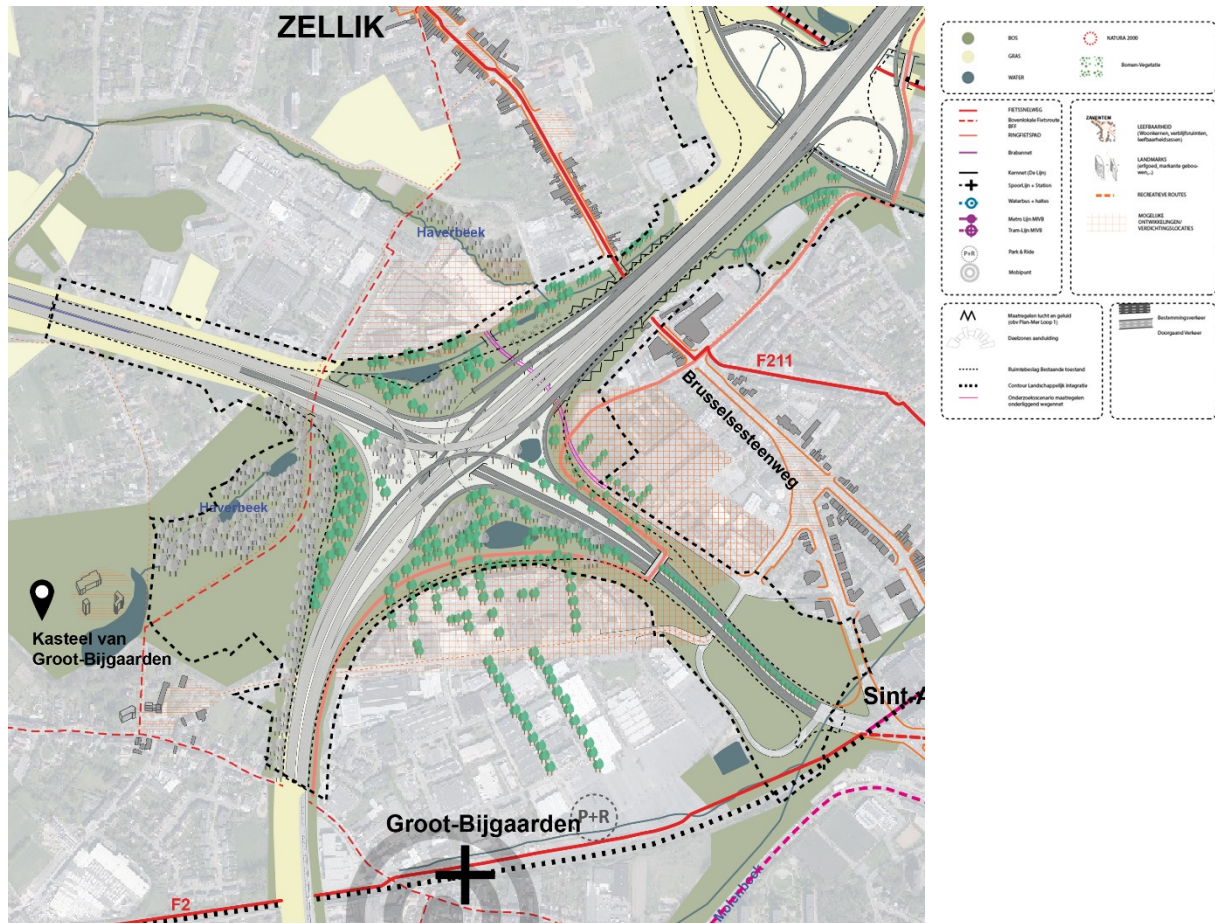 ZELLIK
Haverbeek
F211
Brusselsesteenweg
Haverbeek
Kasteel van
Groot-Bijgaarden
Sint-A
P+R
Groot-Bijgaarden
F2
Molenbeek
BOS
GRAS
WATER
NATURA 2000
Bomen-Vegetatie
FIETSSNELWEG
Bovenlokale Fietsroute
BFF
RINGFIETSPAD
Brabantnet
Kernnet (De Lijn)
SpoorLijn + Station
Waterbus + haltes
Metro Lijn MIVB
Tram-Lijn MIVB
P+R
Park & Ride
Mobipunt
ZAVENTEM
LEEFBAARHEID
(Woonkernen, verblijfsruimten,
leefbaarheidsassen)
LANDMARKS
(erfgoed, markante gebou-
wen,..)
RECREATIEVE ROUTES
MOGELIJKE
ONTWIKKELINGEN/
VERDICHTINGSLOCATIES
Maatregelen lucht en geluid
(obv Plan-Mer Loop 1)
Deelzones aanduiding
Ruimtebeslag Bestaande toestand
Contour Landschappelijk integratie
Onderzoekscenario maatregelen
onderliggend wegennet
Bestemmingsverkeer
Doorgaand Verkeer